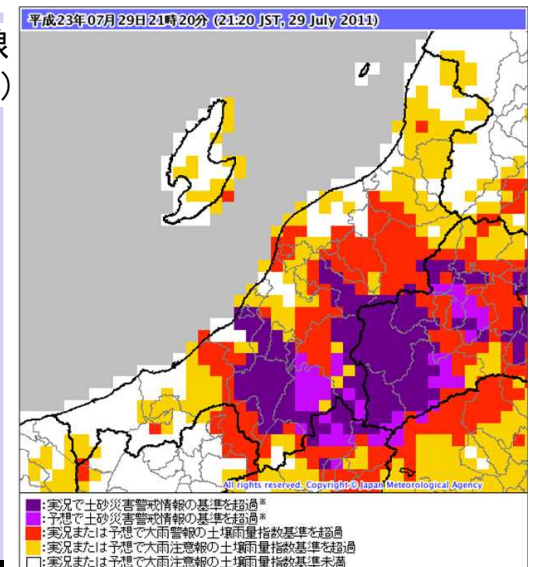 線
)
平成23年07月29日21時20分 (21:20 JST, 29 July 2011)
All rights reserved. Copyright © Japan Meteorological Agency
:実況で土砂災害警戒情報の基準を超過※
:予想で土砂災害警戒情報の基準を超過※
:実況または予想で大雨警報の土壌雨量指数基準を超過
:実況または予想で大雨注意報の土壌雨量指数基準を超過
:実況または予想で大雨注意報の土壌雨量指数基準未満